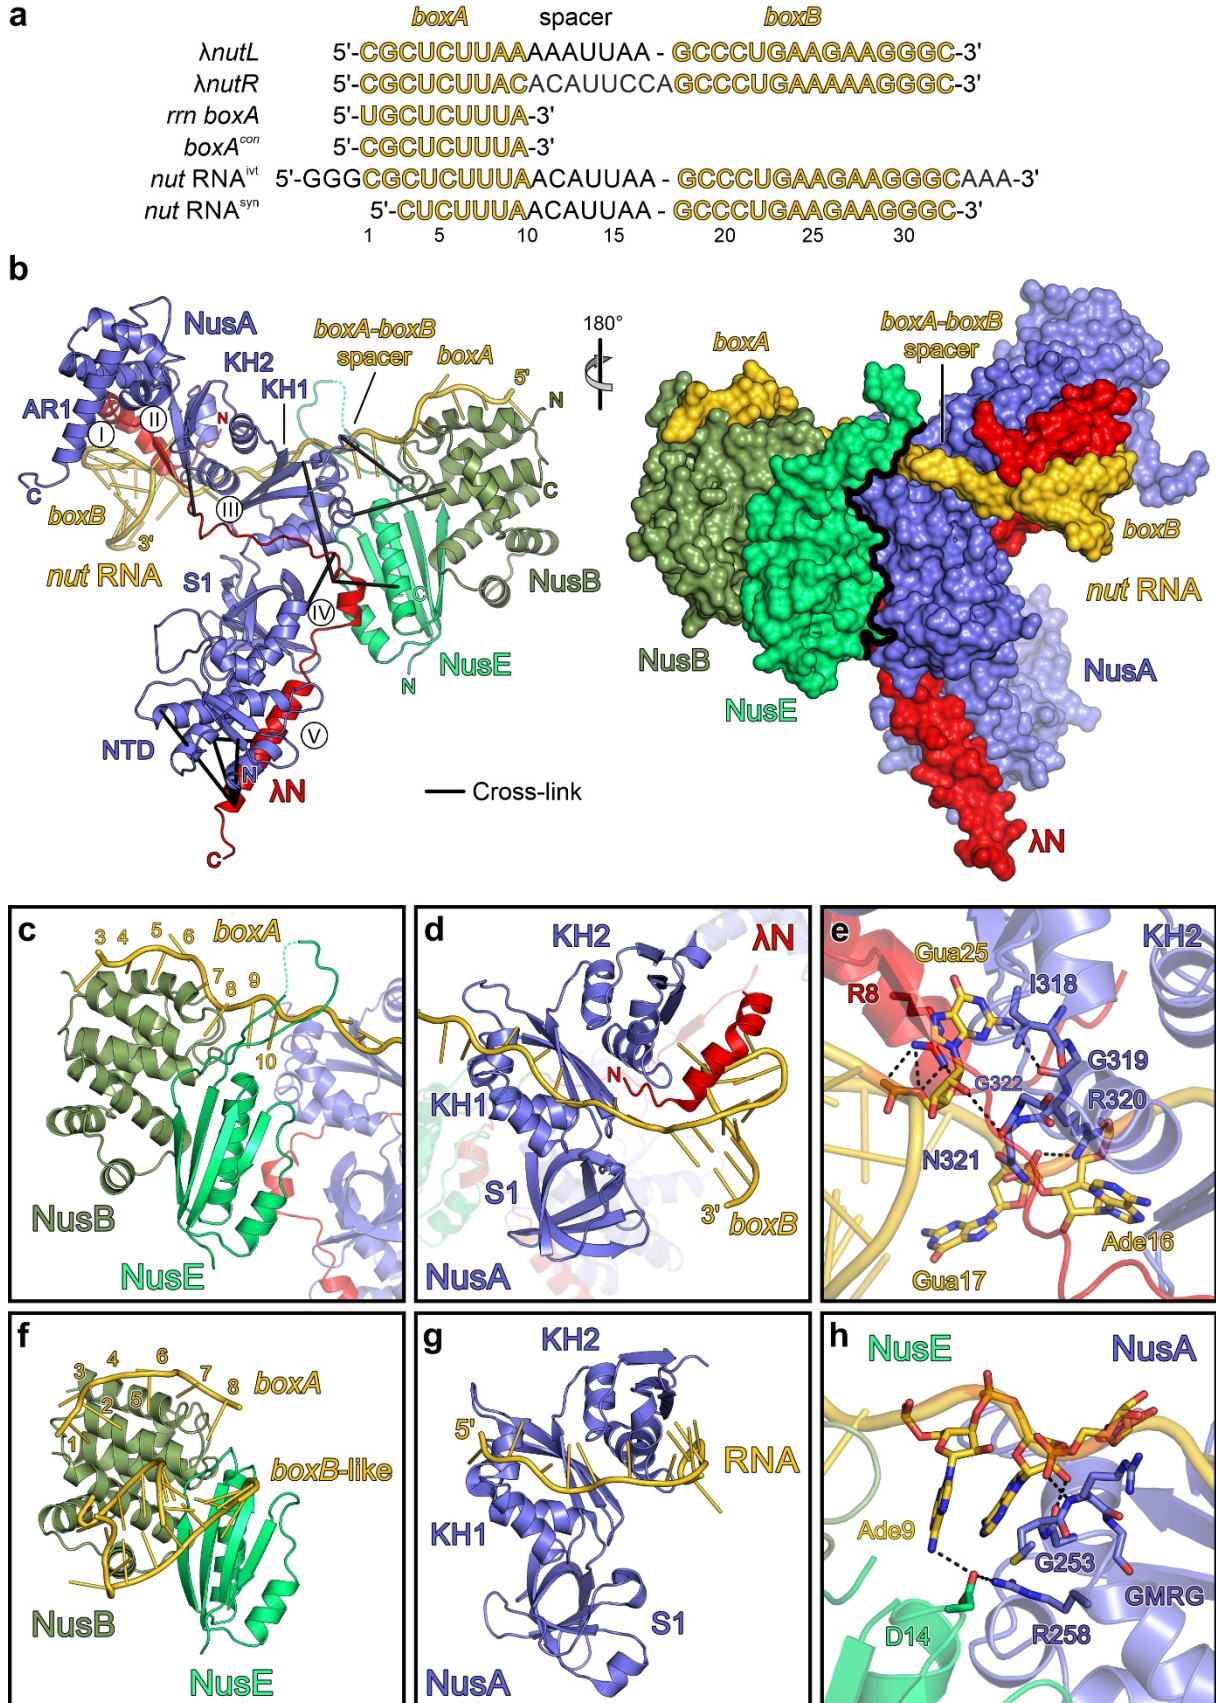 a
boxA spacer boxB
λnutL 5'-CGCUCUUAAAAAUUAA - GCCCUGAAGAAGGGC-3'
λnutR 5'-CGCUCUUACACAUUCCAGCCCUGAAAAAGGGC-3'
rrn boxA 5'-UGCUCUUUA-3'
boxAcon 5'-CGCUCUUUA-3'
nut RNAivt 5'-GGGCGCUCUUUAACAUUAA - GCCCUGAAGAAGGGCAAA-3'
nut RNAsyn 5'-CUCUUUAACAUUAA - GCCCUGAAGAAGGGC-3'
1 5 10 15 20 25 30
b
NusA
KH2
KH1
boxA-boxB
spacer
boxA
5'
N
AR1
I
II
N
C
III
boxB
3'
nut RNA
S1
C
NusB
IV
C
NusE
N
NTD
V
N
λN
C
Cross-link
180°
boxA
boxA-boxB
spacer
boxB
nut RNA
NusB
NusE
NusA
λN
c
boxA
3 4 5 6 7 8 9 10
NusB
NusE
d
KH2
λN
N
KH1
S1
3'
boxB
NusA
e
KH2
Gua25
R8
I318
G319
G322
R320
N321
Ade16
Gua17
f
boxA
1 2 3 4 5 6 7 8
boxB-like
NusB
NusE
g
KH2
5'
RNA
KH1
S1
NusA
h
NusE
NusA
Ade9
G253
GMRG
D14
R258